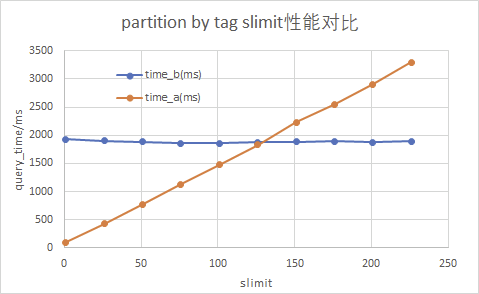 partition by tag slimit性能对比
3500
3000
2500
2000
1500
1000
500
0
query_time/ms
time_b(ms)
time_a(ms)
0 50 100 150 200 250
slimit